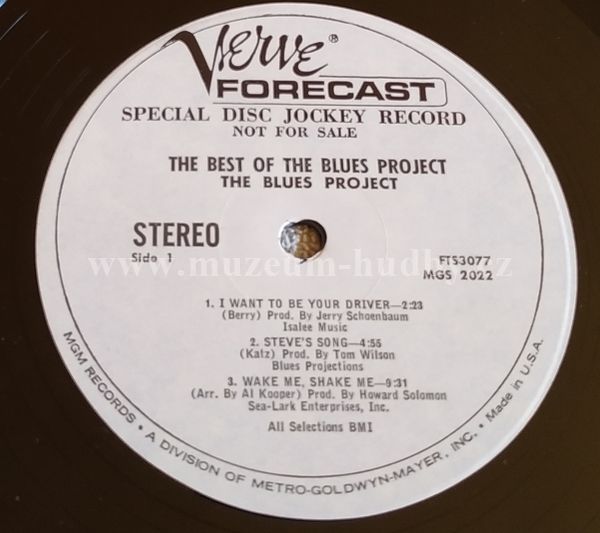 Verve®
FORECAST
SPECIAL DISC JOCKEY RECORD
NOT FOR SALE
THE BEST OF THE BLUES PROJECT
THE BLUES PROJECT
STEREO
Side 1
FTS3077
MGS 2022
www.muzeum-hudby.cz
1. I WANT TO BE YOUR DRIVER—2:23
(Berry) Prod. By Jerry Schoenbaum
Isalee Music
2. STEVE'S SONG—4:55
(Katz) Prod. by Tom Wilson
Blues Projections
3. WAKE ME, SHAKE ME—9:31
(Arr. By Al Kooper) Prod. by Howard Solomon
Sea-Lark Enterprises, Inc.
All Selections BMI
MGM RECORDS • A DIVISION OF METRO-GOLDWYN-MAYER, INC. • Made in U.S.A.